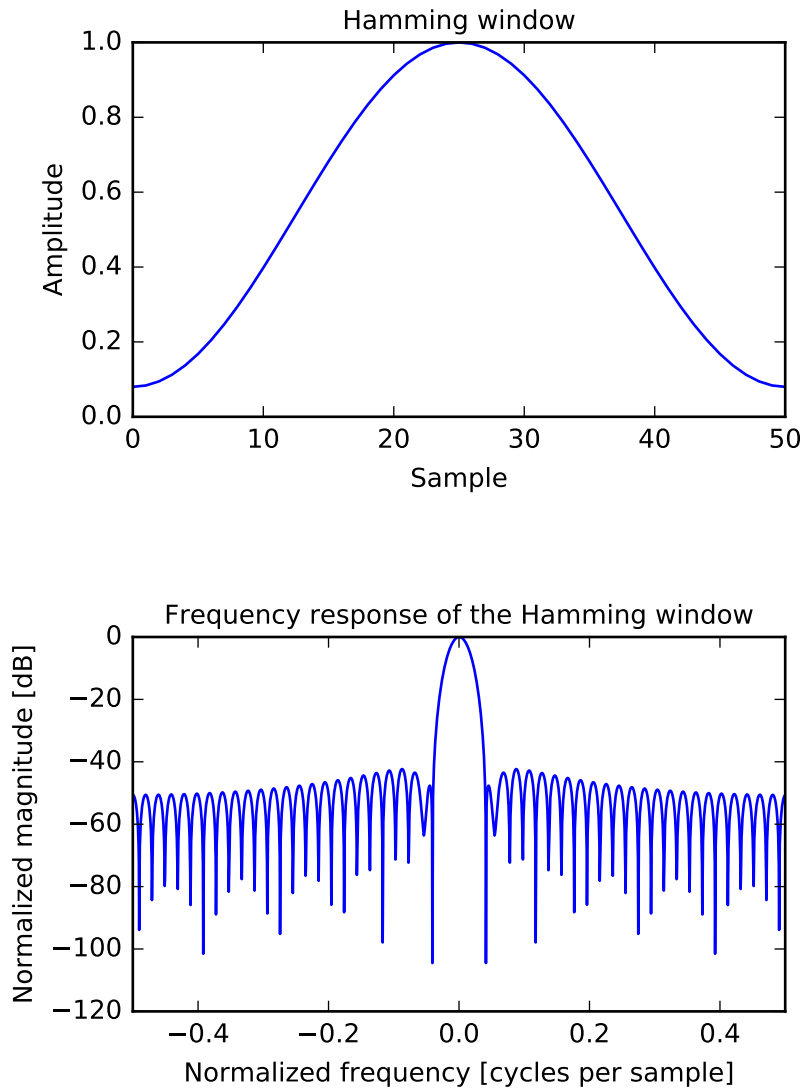 Hamming window
1.0
0.8
0.6
0.4
0.2
0.0
Amplitude
0 10 20 30 40 50
Sample
Frequency response of the Hamming window
0
−20
−40
−60
−80
−100
−120
Normalized magnitude [dB]
−0.4 −0.2 0.0 0.2 0.4
Normalized frequency [cycles per sample]